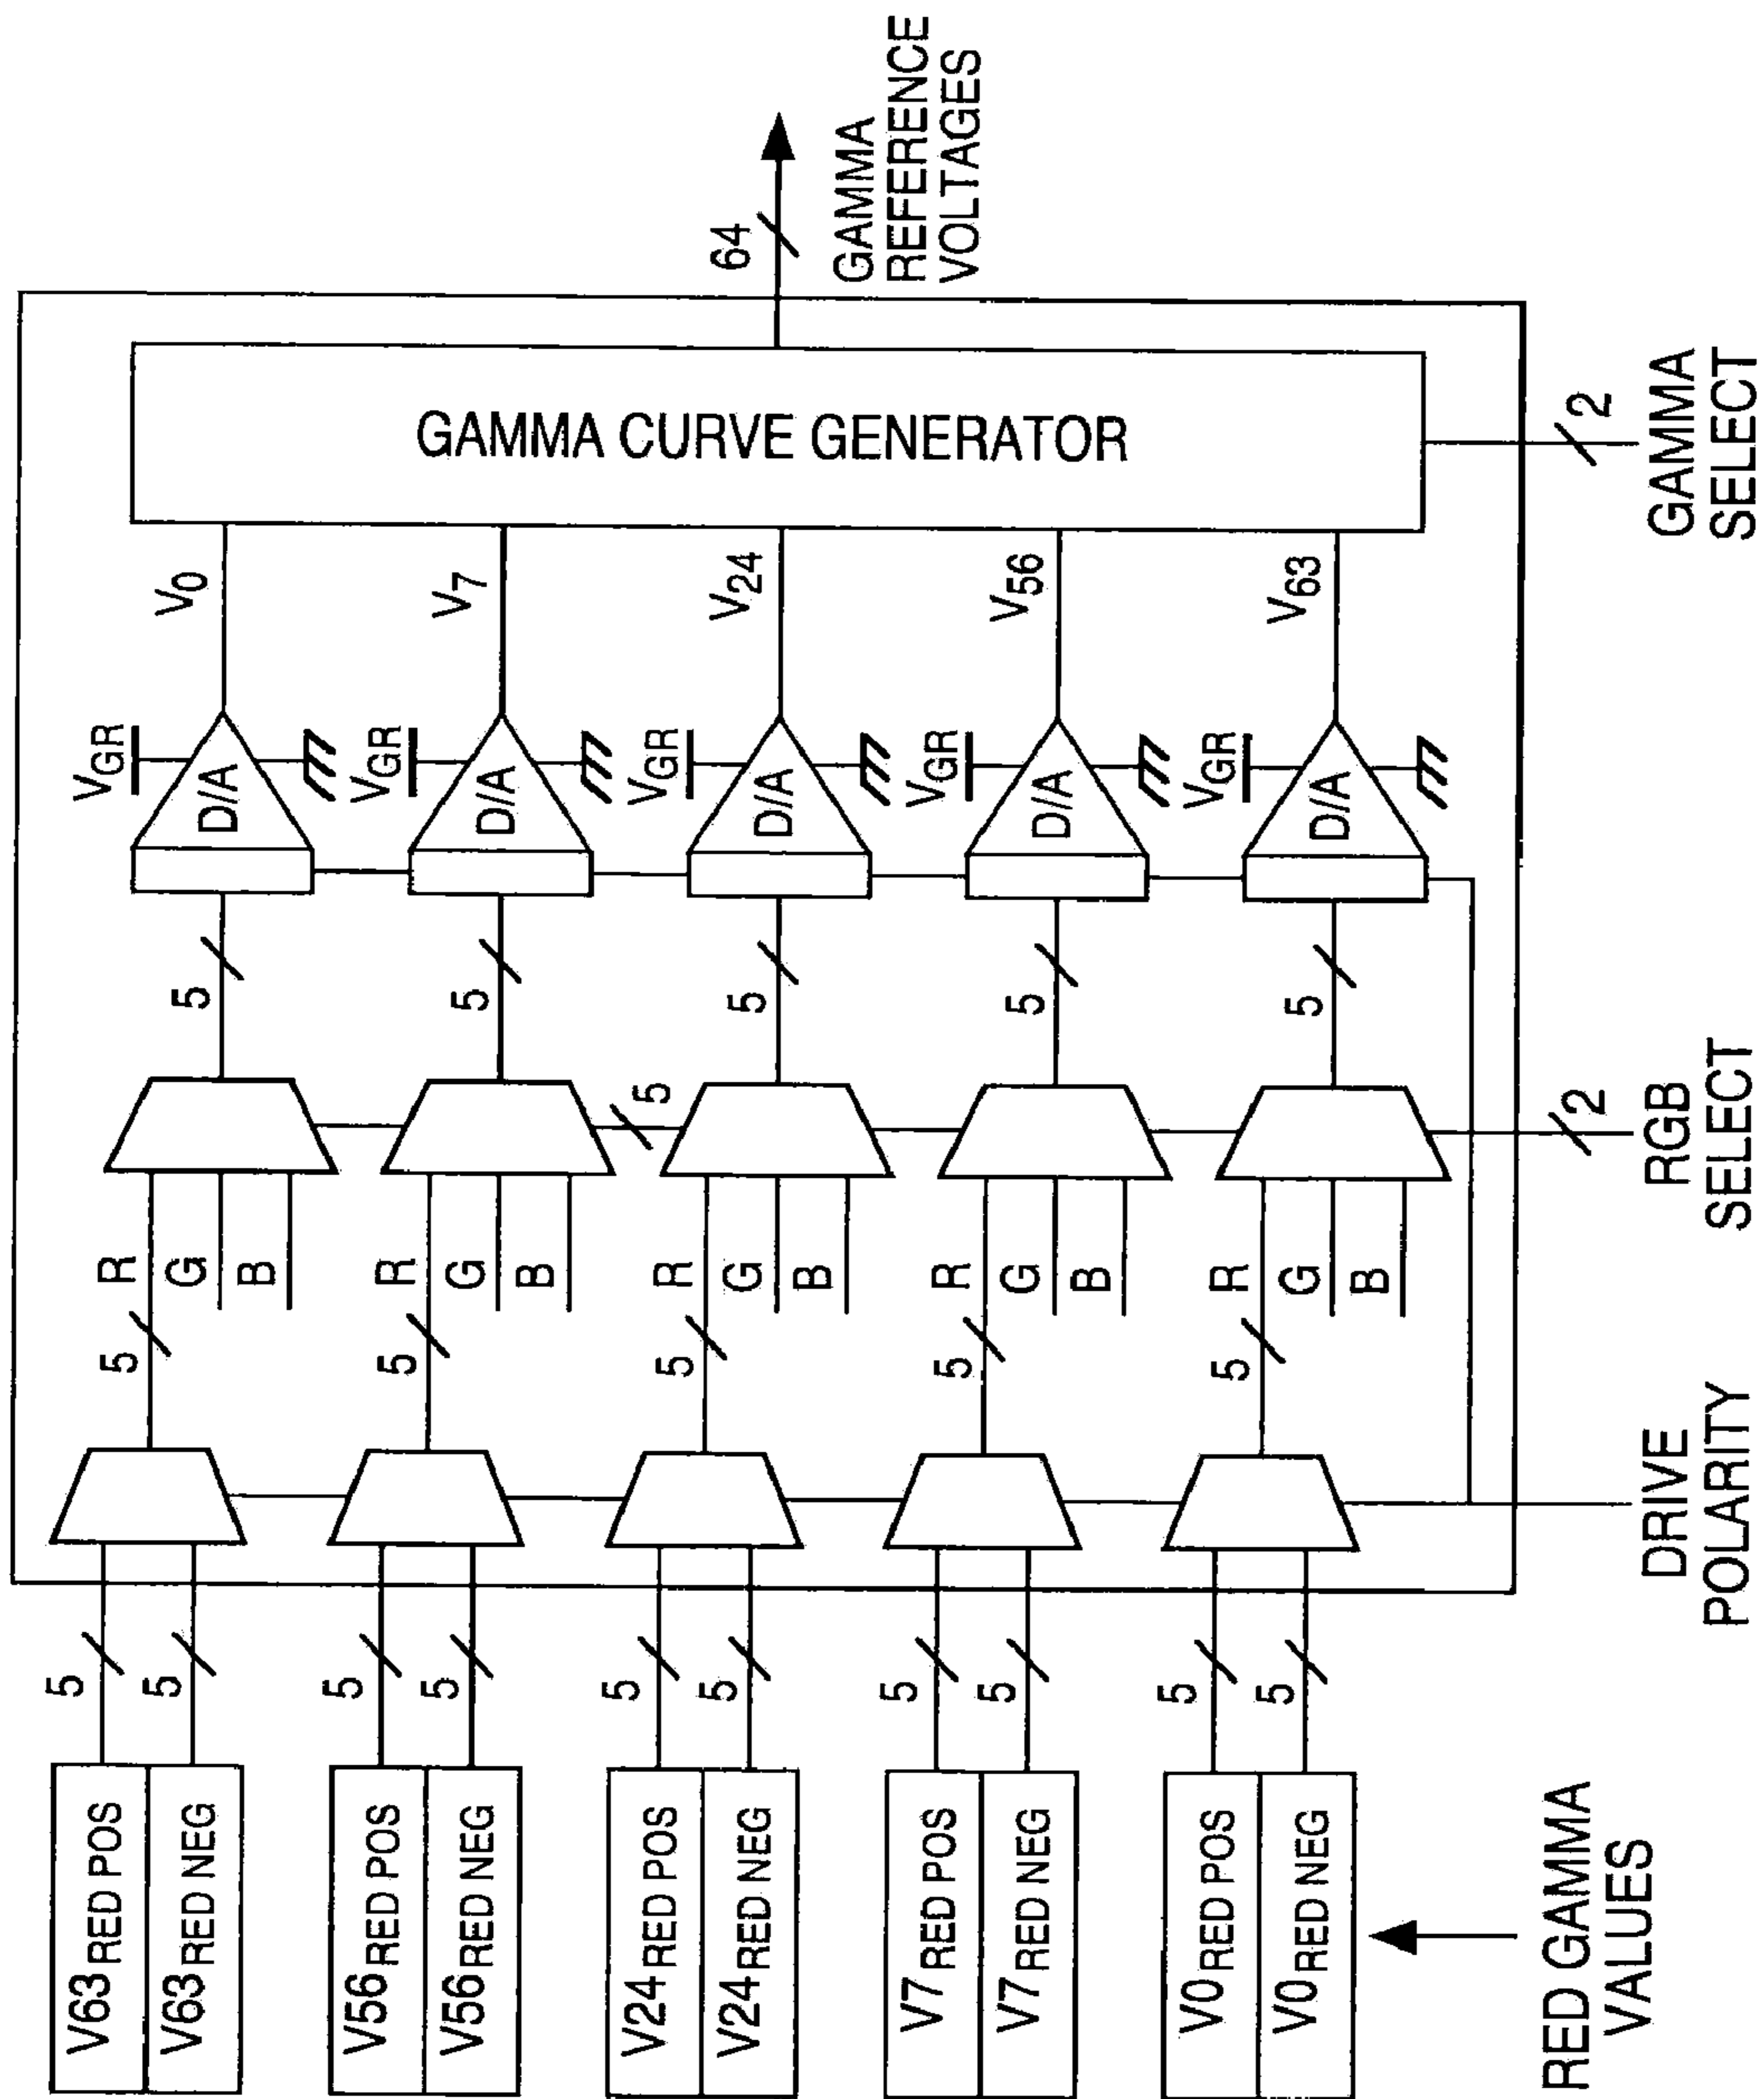 V63RED POS
V63RED NEG
V56RED POS
V56RED NEG
V24RED POS
V24RED NEG
V7RED POS
V7RED NEG
V0RED POS
V0RED NEG
RED GAMMA
VALUES
5
5
5
5
5
5
5
5
5
5
DRIVE
POLARITY
5
R
G
B
5
R
G
B
5
R
G
B
5
R
G
B
5
R
G
B
5
RGB
SELECT
2
5
5
5
5
5
VGR
D/A
VGR
D/A
VGR
D/A
VGR
D/A
VGR
D/A
V0
V7
V24
V56
V63
GAMMA CURVE GENERATOR
2
GAMMA
SELECT
64
GAMMA
REFERENCE
VOLTAGES